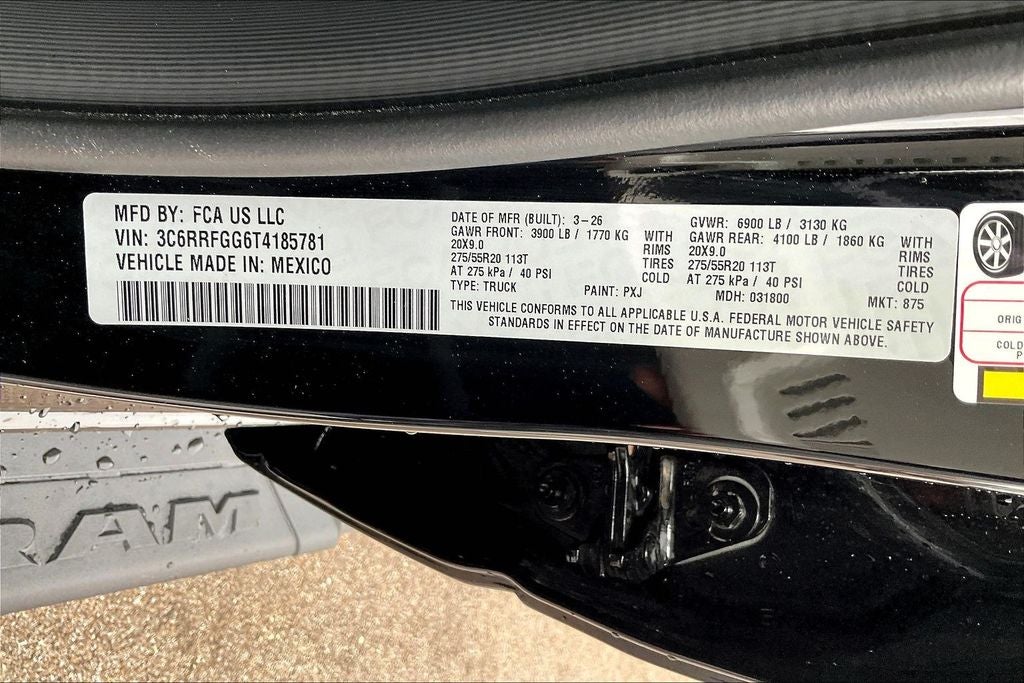 MFD BY: FCA US LLC
VIN: 3C6RRFGG6T4185781
VEHICLE MADE IN: MEXICO
DATE OF MFR (BUILT): 3-26
GAWR FRONT: 3900 LB / 1770 KG WITH
20X9.0 RIMS
275/55R20 113T TIRES
AT 275 kPa / 40 PSI COLD
TYPE: TRUCK PAINT: PXJ
GVWR: 6900 LB / 3130 KG
GAWR REAR: 4100 LB / 1860 KG WITH
20X9.0 RIMS
275/55R20 113T TIRES
AT 275 kPa / 40 PSI COLD
MDH: 031800 MKT: 875
THIS VEHICLE CONFORMS TO ALL APPLICABLE U.S.A. FEDERAL MOTOR VEHICLE SAFETY
STANDARDS IN EFFECT ON THE DATE OF MANUFACTURE SHOWN ABOVE.
ORIG
COLD
P
RAM